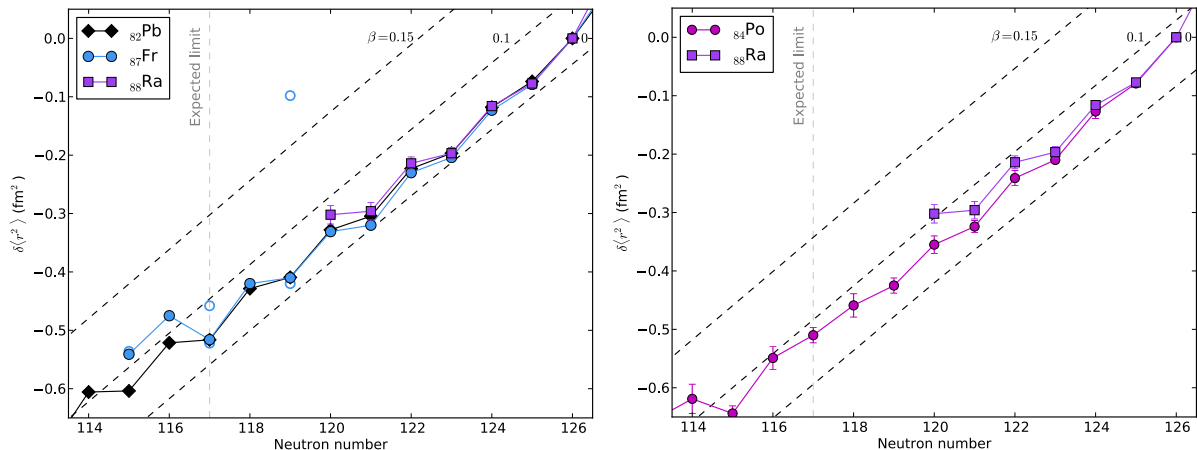 0.0
−0.1
−0.2
−0.3
−0.4
−0.5
−0.6
δ⟨r²⟩ (fm²)
₈₂Pb
₈₇Fr
₈₈Ra
Expected limit
β=0.15
0.1
0
114 116 118 120 122 124 126
Neutron number
0.0
−0.1
−0.2
−0.3
−0.4
−0.5
−0.6
δ⟨r²⟩ (fm²)
₈₄Po
₈₈Ra
Expected limit
β=0.15
0.1
0
114 116 118 120 122 124 126
Neutron number